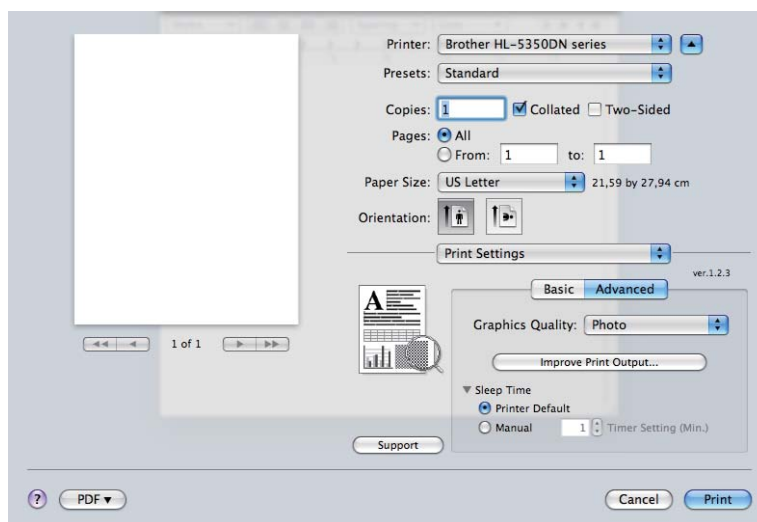 Printer: Brother HL-5350DN series
Presets: Standard
Copies: 1 Collated Two-Sided
Pages: All
From: 1 to: 1
Paper Size: US Letter 21,59 by 27,94 cm
Orientation:
Print Settings
ver.1.2.3
Basic Advanced
A
Graphics Quality: Photo
1 of 1
Improve Print Output...
Sleep Time
Printer Default
Manual 1 Timer Setting (Min.)
Support
? PDF Cancel Print